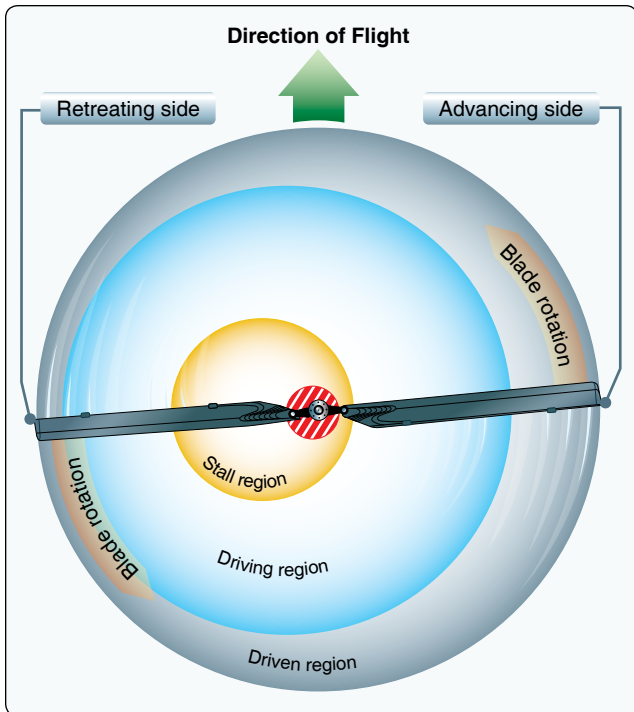 Direction of Flight
Retreating side
Advancing side
Blade rotation
Stall region
Blade rotation
Driving region
Driven region